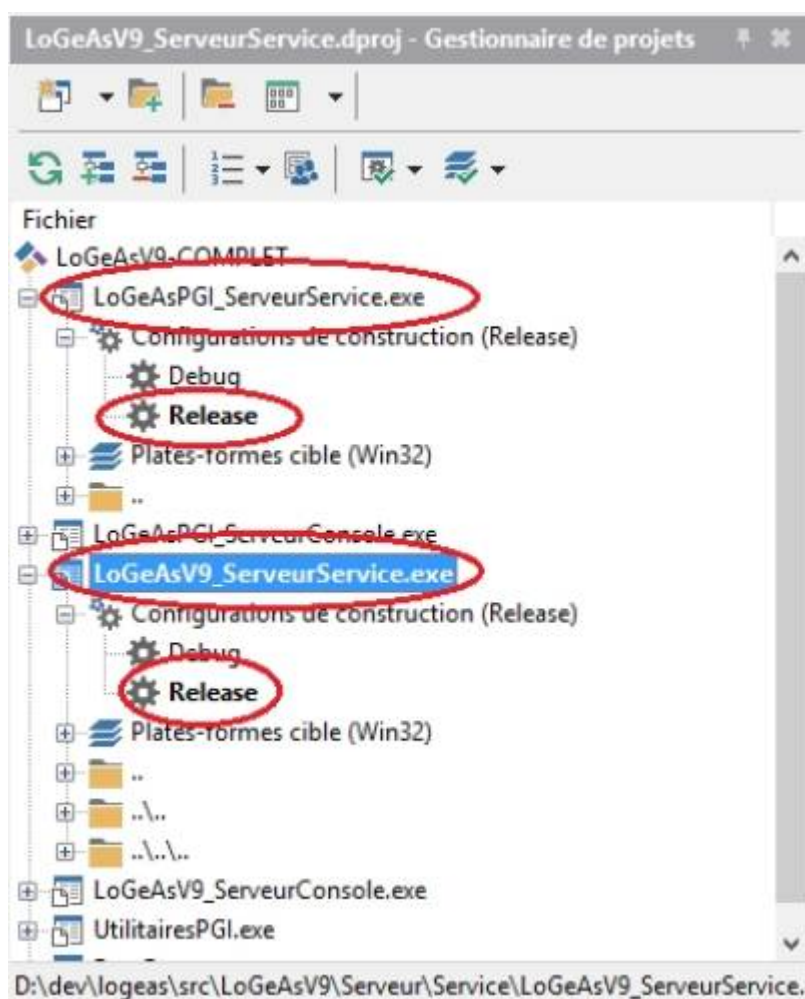 LoGeAsV9_ServeurService.dproj - Gestionnaire de projets
Fichier
LoGeAsV9-COMPLET
LoGeAsPGI_ServeurService.exe
Configurations de construction (Release)
Debug
Release
Plates-formes cible (Win32)
..
LoGeAsPGI_ServeurConsole.exe
LoGeAsV9_ServeurService.exe
Configurations de construction (Release)
Debug
Release
Plates-formes cible (Win32)
..
..\..
..\..\..
LoGeAsV9_ServeurConsole.exe
UtilitairesPGI.exe
D:\dev\logeas\src\LoGeAsV9\Serveur\Service\LoGeAsV9_ServeurService.